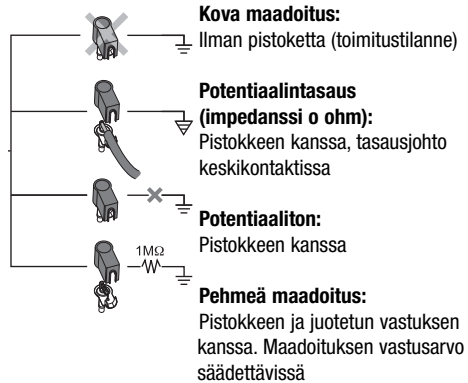 Kova maadoitus:
Ilman pistoketta (toimitustilanne)
Potentiaalintasaus
(impedanssi o ohm):
Pistokkeen kanssa, tasausjohto
keskikontaktissa
Potentiaaliton:
Pistokkeen kanssa
1MΩ
Pehmeä maadoitus:
Pistokkeen ja juotetun vastuksen
kanssa. Maadoituksen vastusarvo
säädettävissä